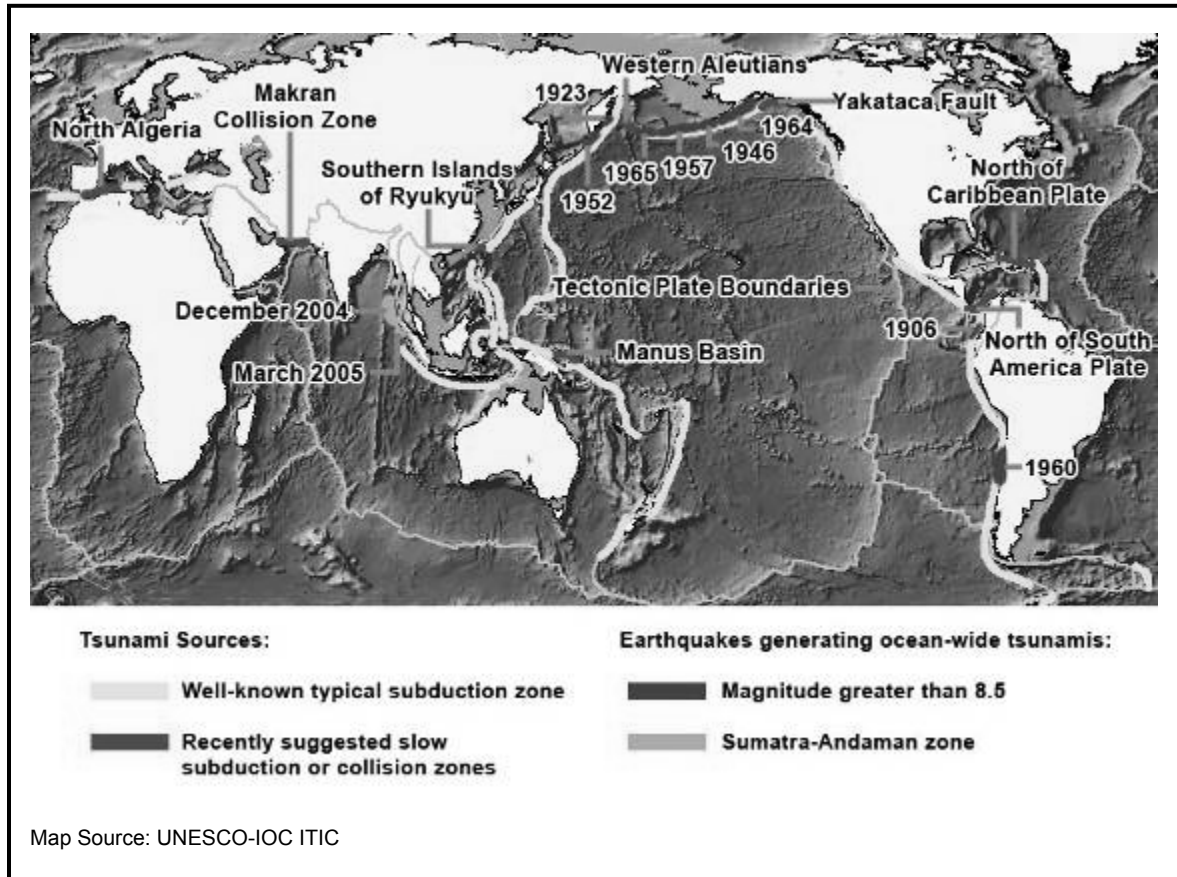 Western Aleutians
1923
Makran
Collision Zone
Yakataca Fault
North Algeria
1964
1946
Southern Islands
of Ryukyu
1957
1965
North of
Caribbean Plate
1952
Tectonic Plate Boundaries
December 2004
1906
Manus Basin
North of South
America Plate
March 2005
1960
Tsunami Sources:
Well-known typical subduction zone
Recently suggested slow
subduction or collision zones
Earthquakes generating ocean-wide tsunamis:
Magnitude greater than 8.5
Sumatra-Andaman zone
Map Source: UNESCO-IOC ITIC